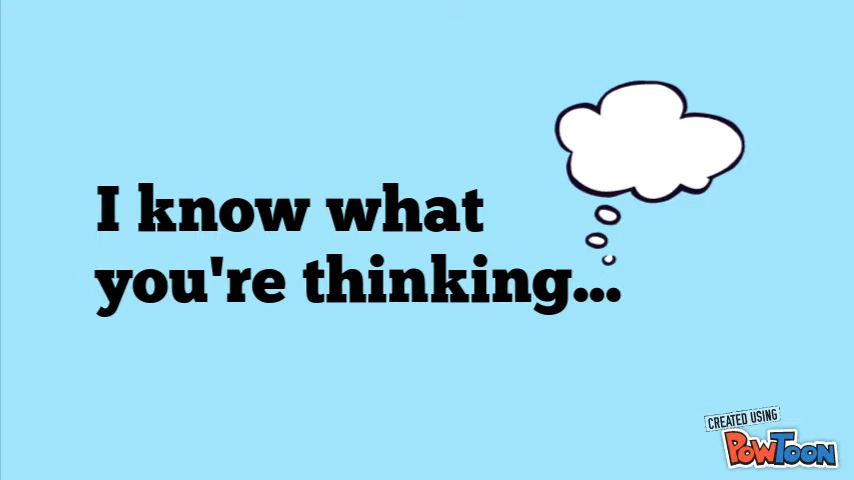 I know what
you're thinking...
CREATED USING
POWTOON